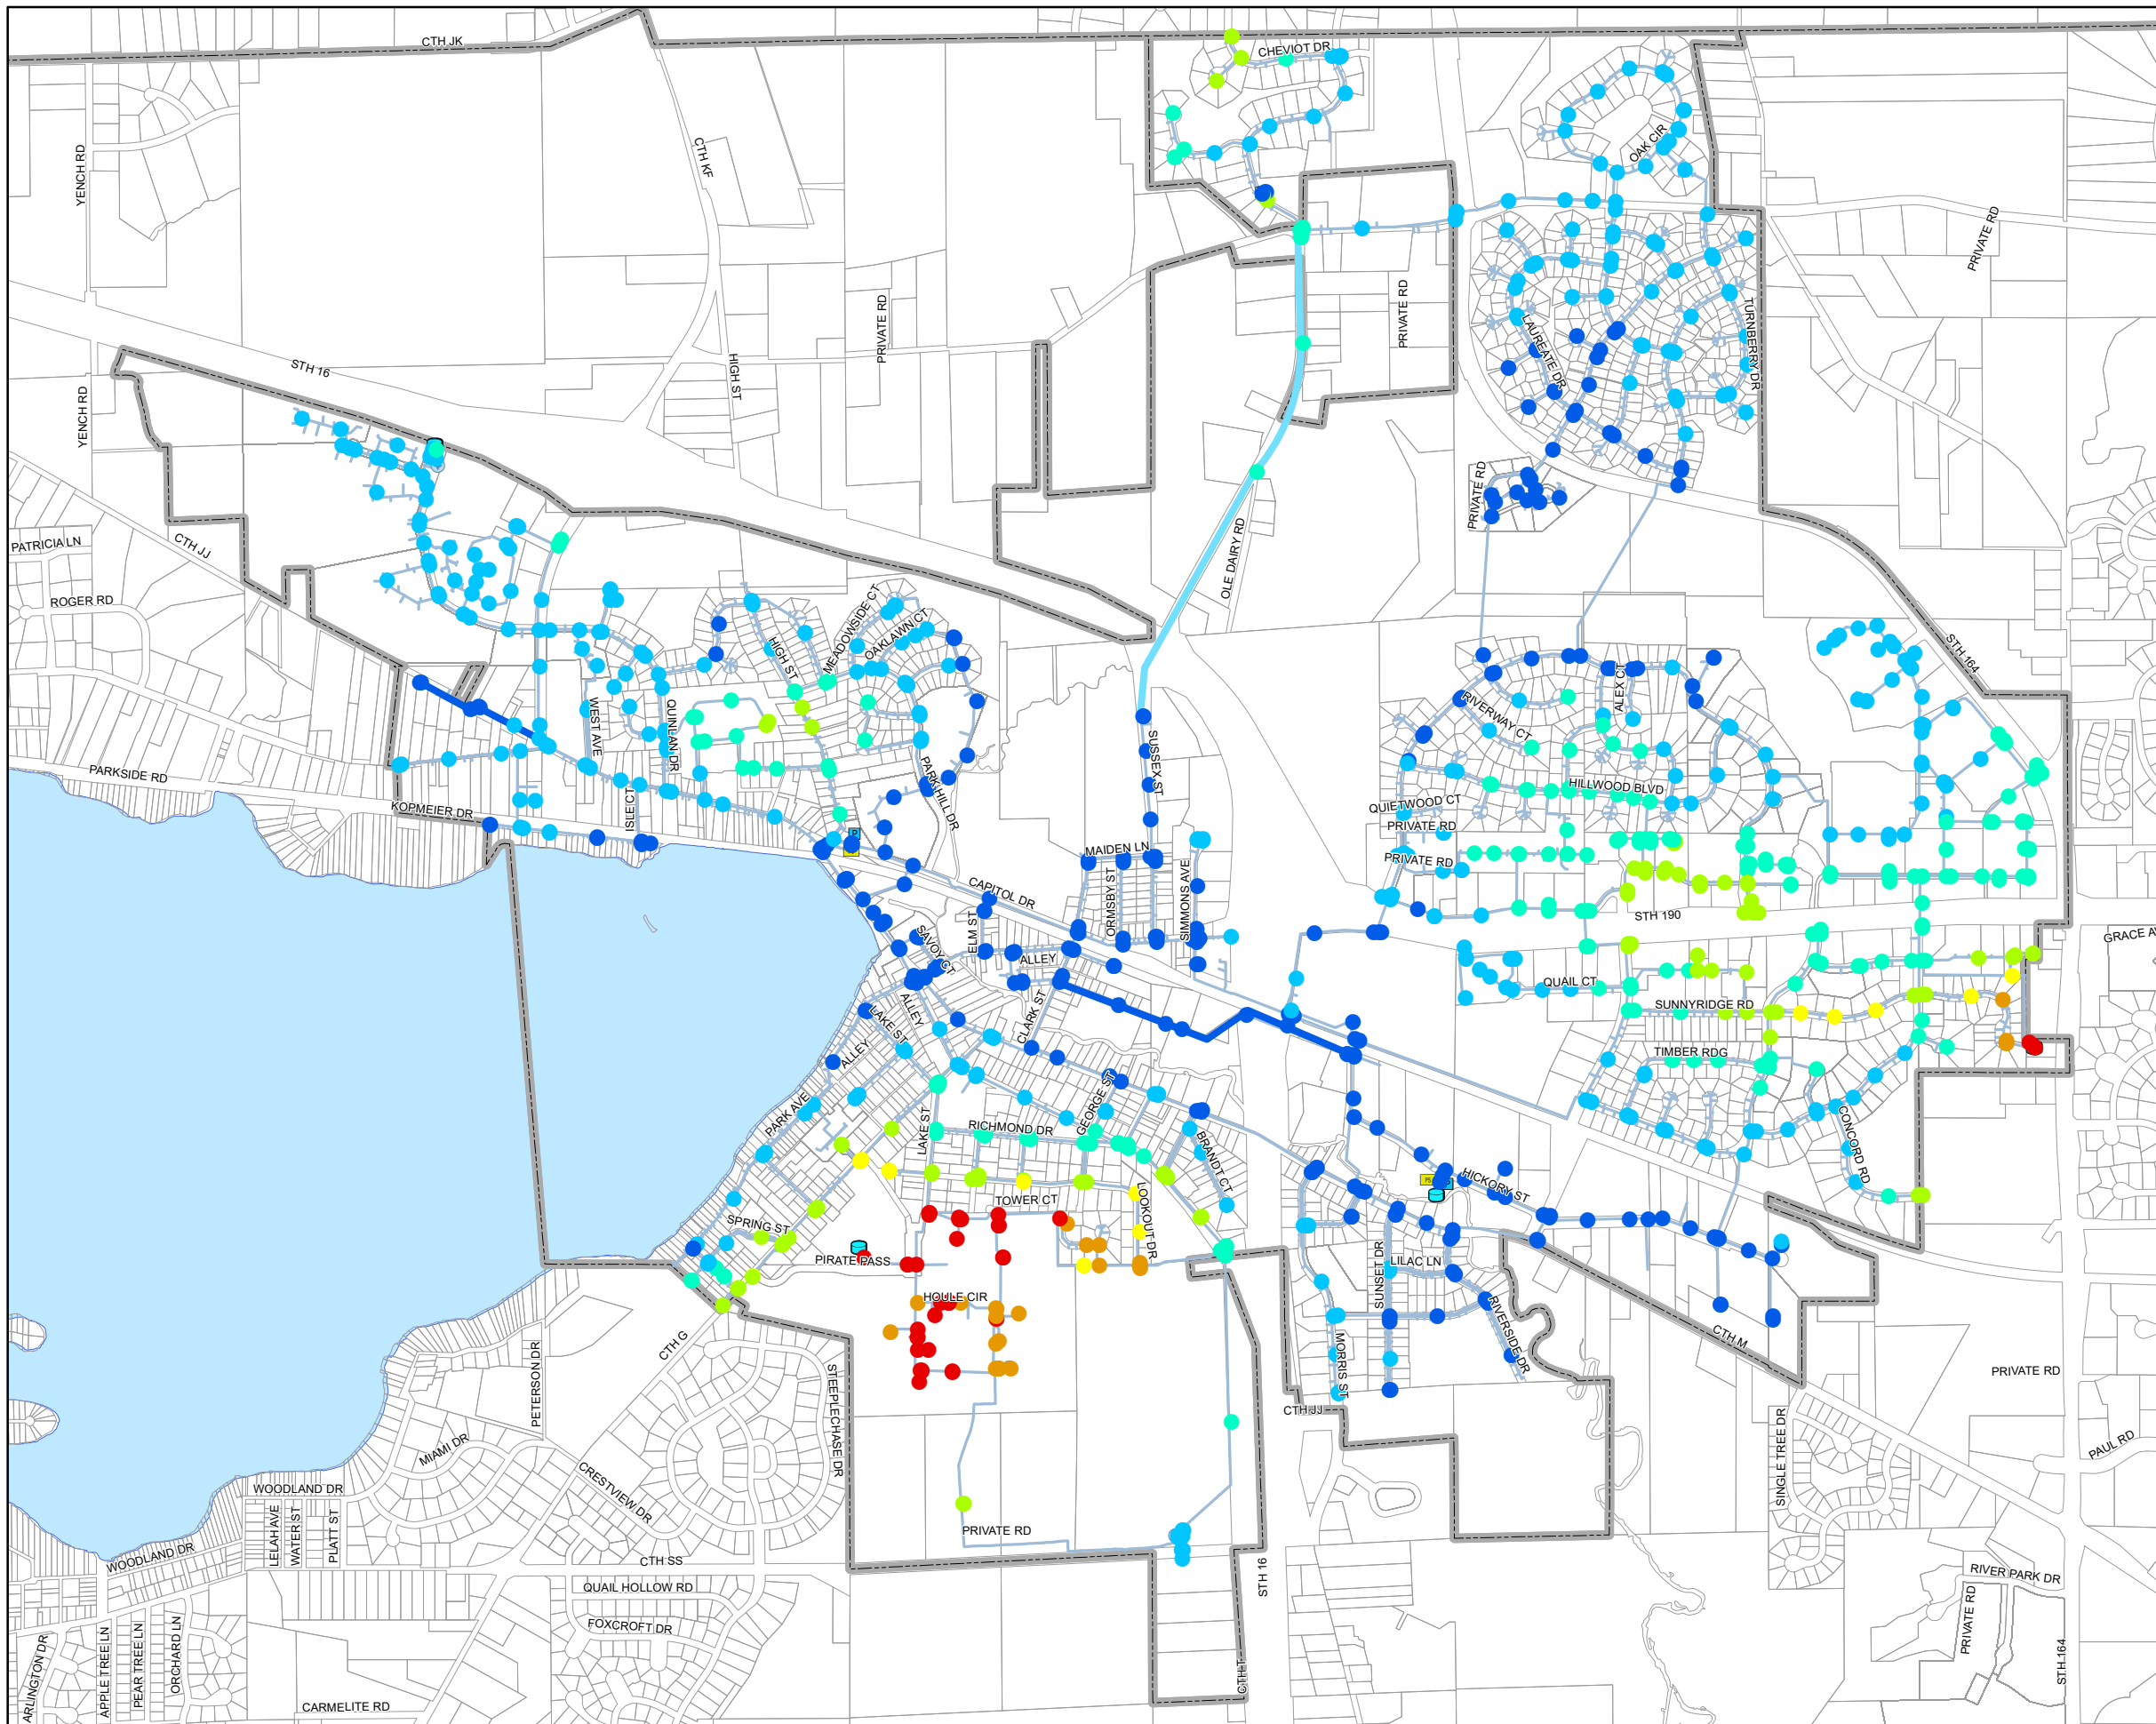 CTH JK
CHEVIOT DR
YENCH RD
CTH KF
OAK CIR
PRIVATE RD
PRIVATE RD
PRIVATE RD
TURNBERRY DR
LAUREATE DR
STH 16
HIGH ST
YENCH RD
PRIVATE RD
CTH JJ
PATRICIA LN
OLE DAIRY RD
ROGER RD
MEADOWSIDE CT
OAKLAWN CT
HIGH ST
STH 164
ALEX CT
RIVERWAY CT
WEST AVE
QUINLAN DR
PARKSIDE RD
SUSSEX ST
PARKHILL DR
HILLWOOD BLVD
KOPMEIER DR
ISLE CT
QUIETWOOD CT
PRIVATE RD
MAIDEN LN
PRIVATE RD
CAPITOL DR
ORMSBY ST
SIMMONS AVE
STH 190
ELM ST
SAVOY CT
GRACE AV
ALLEY
QUAIL CT
ALLEY
CLARK ST
SUNNYRIDGE RD
LAKE ST
ALLEY
TIMBER RDG
PARK AVE
GEORGE ST
LAKE ST
RICHMOND DR
CONCORD RD
BRANDT CT
P
PS
HICKORY ST
TOWER CT
LOOKOUT DR
SPRING ST
PIRATE PASS
LILAC LN
SUNSET DR
HOULE CIR
RIVERSIDE DR
CTH M
CTH G
MORRIS ST
PRIVATE RD
PETERSON DR
STEEPLECHASE DR
CTH JJ
MIAMI DR
SINGLE TREE DR
PAUL RD
CRESTVIEW DR
WOODLAND DR
LELAH AVE
WATER ST
PLATT ST
PRIVATE RD
WOODLAND DR
CTH SS
STH 16
RIVER PARK DR
QUAIL HOLLOW RD
PRIVATE RD
FOXCROFT DR
ARLINGTON DR
APPLE TREE LN
PEAR TREE LN
ORCHARD LN
CTH T
STH 164
CARMELITE RD